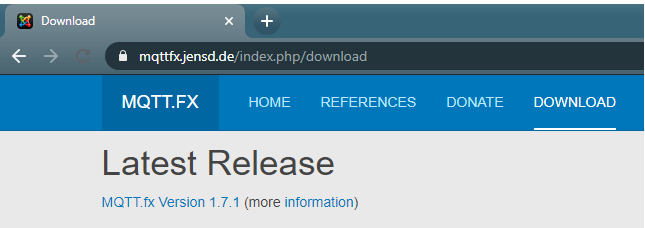 Download
mqttfx.jensd.de/index.php/download
MQTT.FX HOME REFERENCES DONATE DOWNLOAD
Latest Release
MQTT.fx Version 1.7.1 (more information)